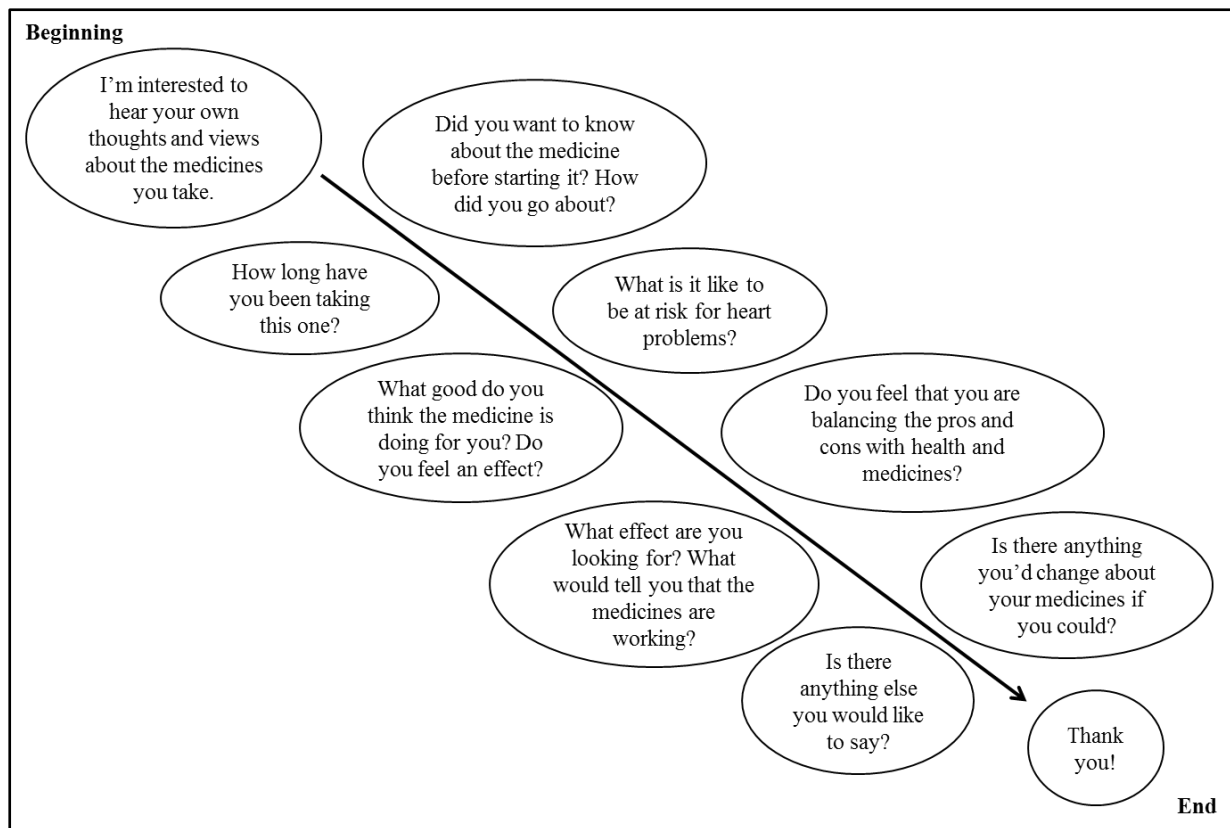 Beginning
I'm interested to
hear your own
thoughts and views
about the medicines
you take.
Did you want to know
about the medicine
before starting it? How
did you go about?
How long have
you been taking
this one?
What is it like to
be at risk for heart
problems?
What good do you
think the medicine is
doing for you? Do
you feel an effect?
Do you feel that you are
balancing the pros and
cons with health and
medicines?
What effect are you
looking for? What
would tell you that the
medicines are
working?
Is there anything
you'd change about
your medicines if
you could?
Is there
anything else
you would like
to say?
Thank
you!
End